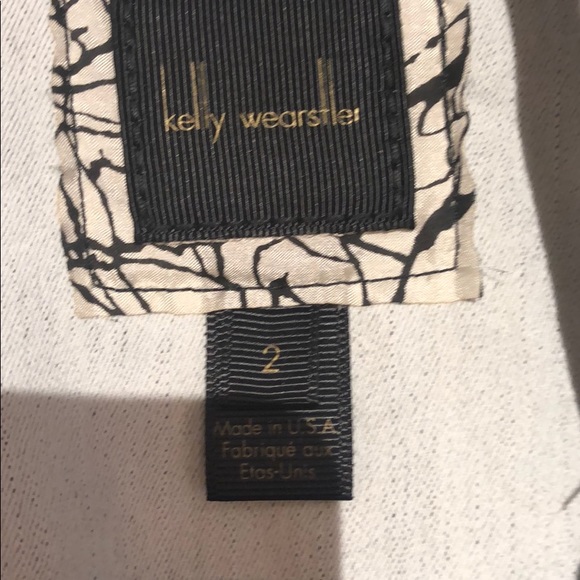 kelly wearstler
2
Made in U.S.A
Fabriqué aux
Etas-Unis